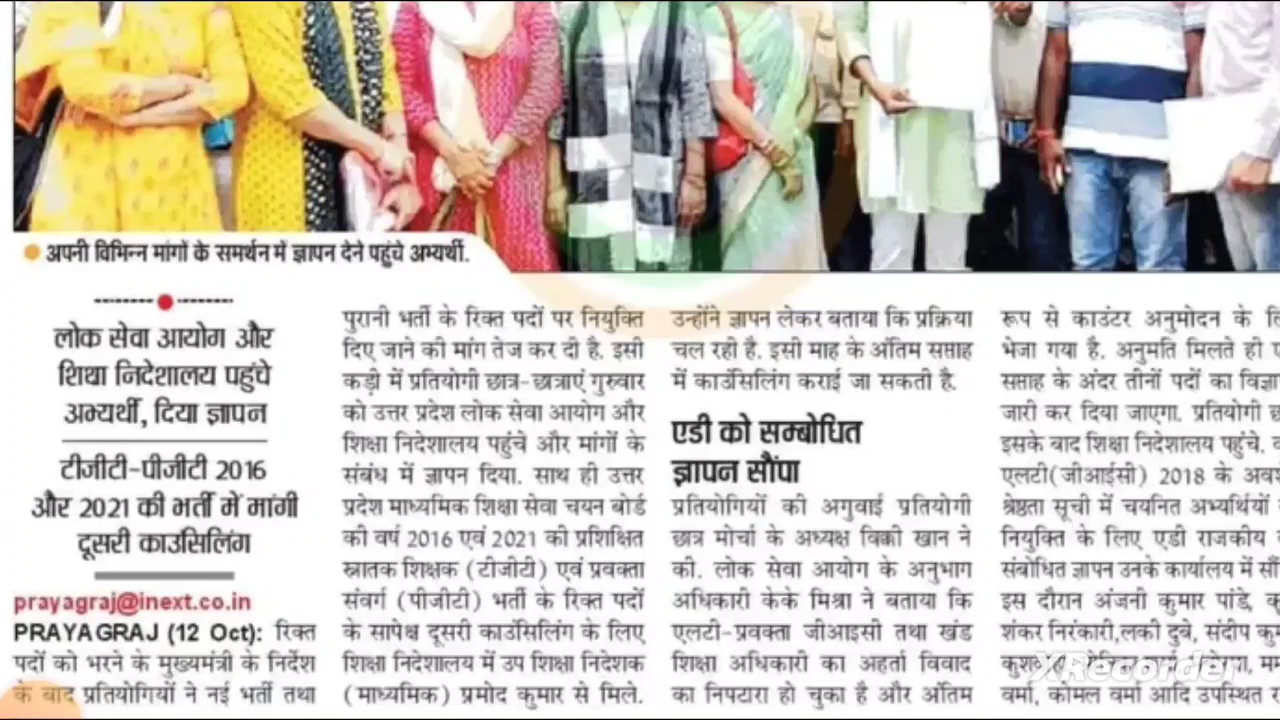 अपनी विभिन्न मांगों के समर्थन में ज्ञापन देने पहुंचे अभ्यर्थी.
लोक सेवा आयोग और
शिक्षा निदेशालय पहुंचे
अभ्यर्थी, दिया ज्ञापन
टीजीटी-पीजीटी 2016
और 2021 की भर्ती में मांगी
दूसरी काउंसिलिंग
prayagraj@inext.co.in
PRAYAGRAJ (12 Oct): रिक्त
पदों को भरने के मुख्यमंत्री के निर्देश
के बाद प्रतियोगियों ने नई भर्ती तथा
पुरानी भर्ती के रिक्त पदों पर नियुक्ति
दिए जाने की मांग तेज कर दी है. इसी
कड़ी में प्रतियोगी छात्र-छात्राएं गुरुवार
को उत्तर प्रदेश लोक सेवा आयोग और
शिक्षा निदेशालय पहुंचे और मांगों के
संबंध में ज्ञापन दिया. साथ ही उत्तर
प्रदेश माध्यमिक शिक्षा सेवा चयन बोर्ड
की वर्ष 2016 एवं 2021 की प्रशिक्षित
स्नातक शिक्षक (टीजीटी) एवं प्रवक्ता
संवर्ग (पीजीटी) भर्ती के रिक्त पदों
के सापेक्ष दूसरी काउंसिलिंग के लिए
शिक्षा निदेशालय में उप शिक्षा निदेशक
(माध्यमिक) प्रमोद कुमार से मिले.
उन्होंने ज्ञापन लेकर बताया कि प्रक्रिया
चल रही है. इसी माह के अंतिम सप्ताह
में काउंसिलिंग कराई जा सकती है.
एडी को सम्बोधित
ज्ञापन सौंपा
प्रतियोगियों की अगुवाई प्रतियोगी
छात्र मोर्चा के अध्यक्ष विक्की खान ने
की. लोक सेवा आयोग के अनुभाग
अधिकारी केके मिश्रा ने बताया कि
एलटी-प्रवक्ता जीआइसी तथा खंड
शिक्षा अधिकारी का अहर्ता विवाद
का निपटारा हो चुका है और अंतिम
रूप से काउंटर अनुमोदन के
भेजा गया है. अनुमति मिलते ही
सप्ताह के अंदर तीनों पदों का
जारी कर दिया जाएगा. प्रतियोगी
इसके बाद शिक्षा निदेशालय पहुंचे.
एलटी(जीआईसी) 2018 के
श्रेष्ठता सूची में चयनित अभ्यर्थियों
नियुक्ति के लिए एडी राजकीय
संबोधित ज्ञापन उनके कार्यालय में
इस दौरान अंजनी कुमार पांडे,
शंकर निरंकारी,लकी दुबे, संदीप
वर्मा, कोमल वर्मा आदि उपस्थित
XRecorder